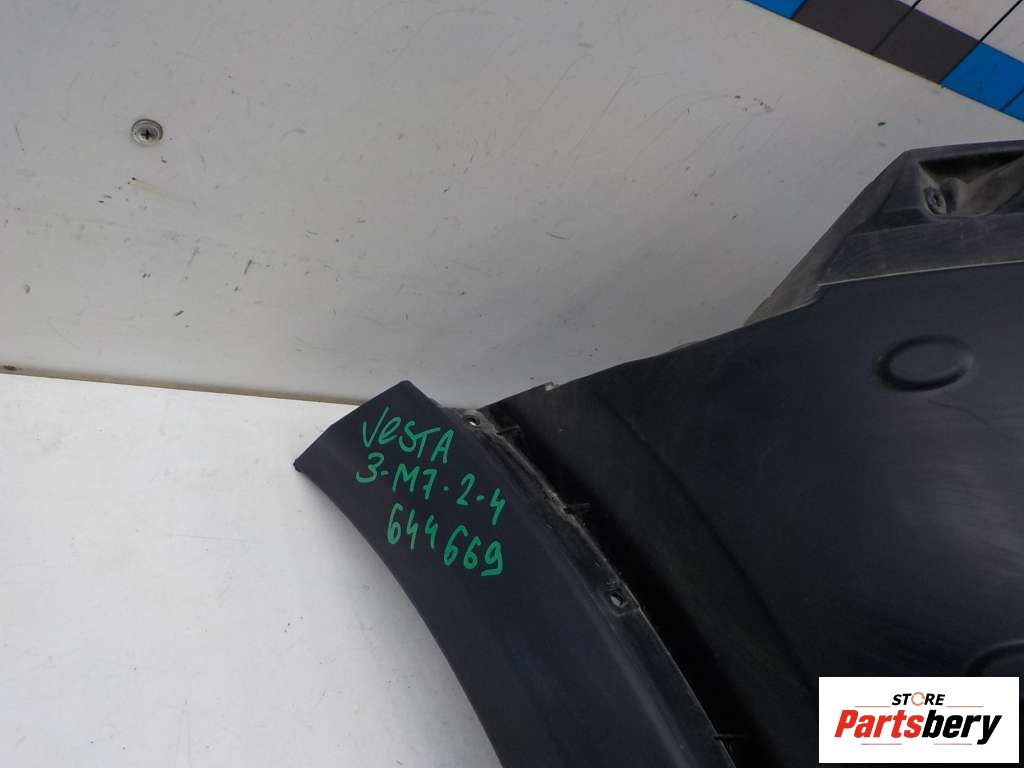 VeSTA
3-M7-2-4
644669
STORE
Partsbery